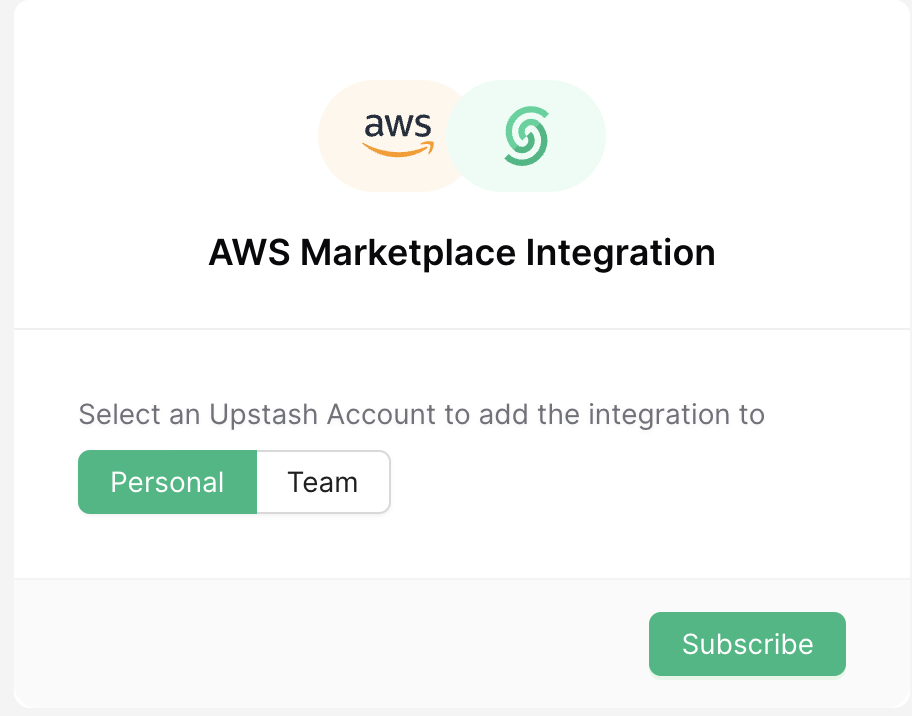 aws
AWS Marketplace Integration
Select an Upstash Account to add the integration to
Personal
Team
Subscribe